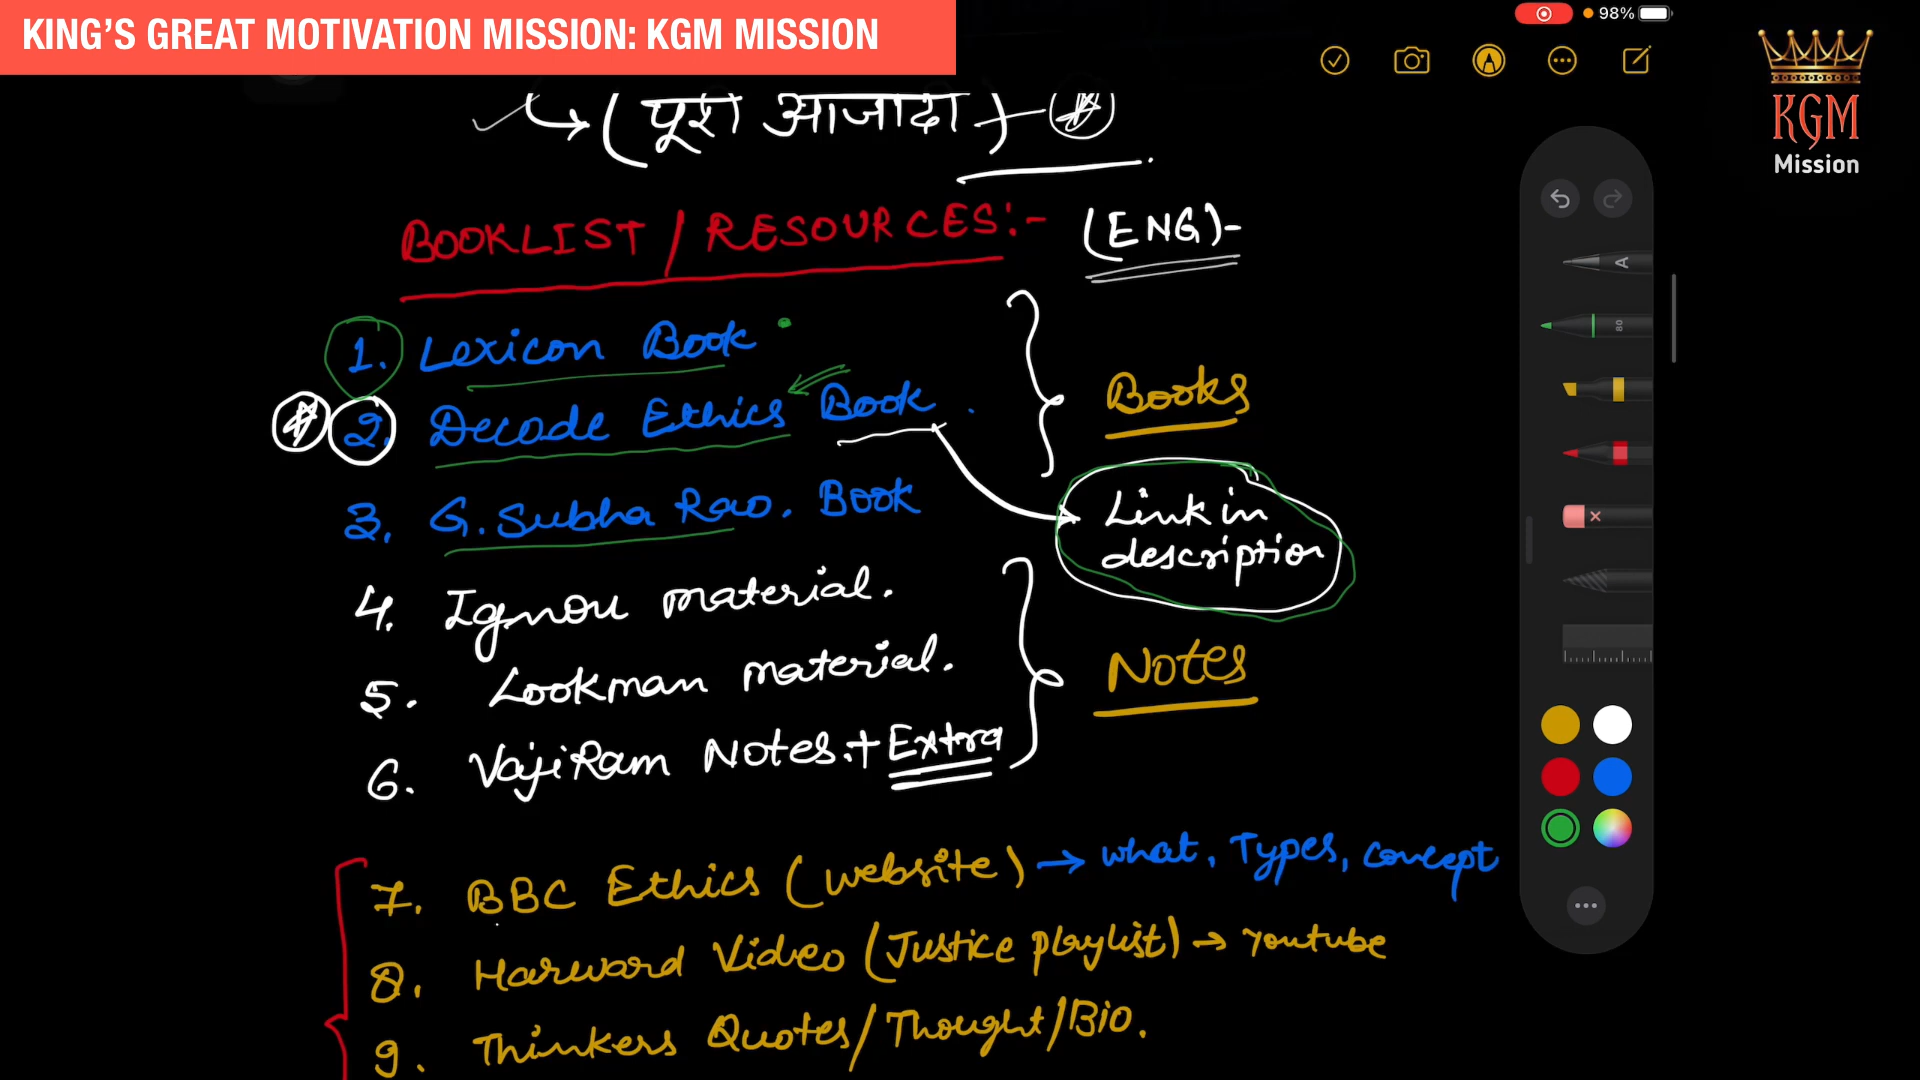 KING'S GREAT MOTIVATION MISSION: KGM MISSION
98%
KGM
Mission
(पूरी आजादी)
BOOKLIST / RESOURCES:- (ENG)-
1. Lexicon Book
2. Decode Ethics Book.
Books
3. G. Subha Rao. Book
Link in
description
4. Ignou material.
5. Lookman material.
Notes
6. VajiRam Notes.+ Extra
7. BBC Ethics (website) → what, Types, concept
8. Harward Video (Justice playlist) → youtube
9. Thinkers Quotes/Thought/Bio.
A
80